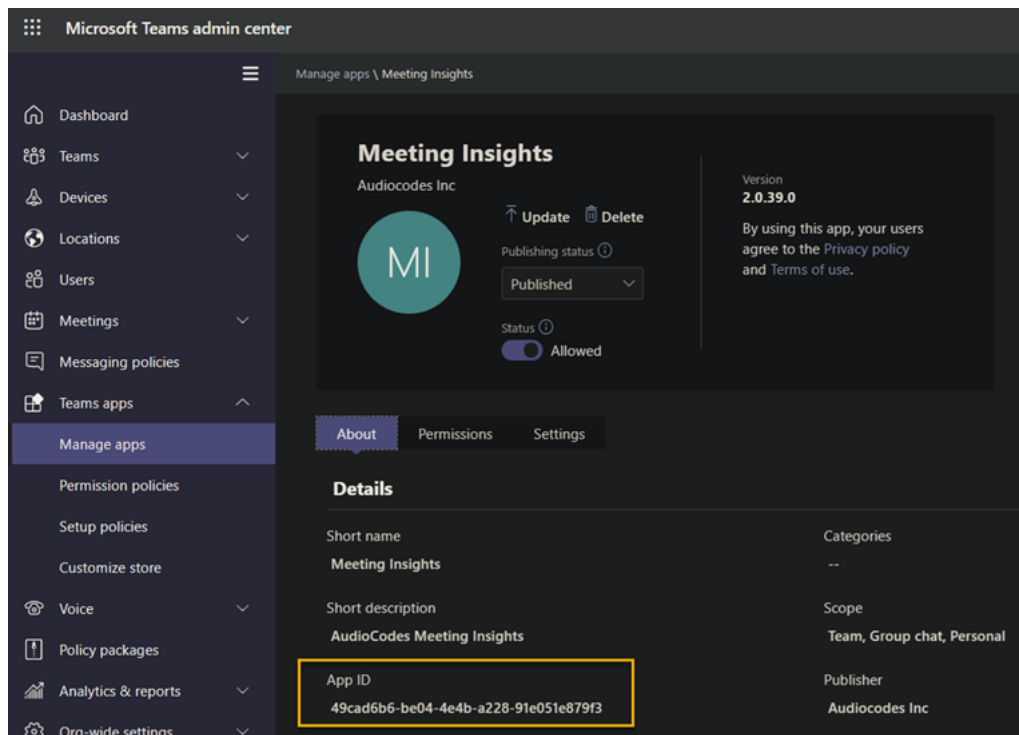 Microsoft Teams admin center
Manage apps \ Meeting Insights
Dashboard
Teams
Devices
Locations
Users
Meetings
Messaging policies
Teams apps
Manage apps
Permission policies
Setup policies
Customize store
Voice
Policy packages
Analytics & reports
Org-wide settings
Meeting Insights
Audiocodes Inc
MI
Update Delete
Publishing status
Published
Status
Allowed
Version
2.0.39.0
By using this app, your users
agree to the Privacy policy
and Terms of use.
About Permissions Settings
Details
Short name
Meeting Insights
Categories
--
Short description
AudioCodes Meeting Insights
Scope
Team, Group chat, Personal
App ID
49cad6b6-be04-4e4b-a228-91e051e879f3
Publisher
Audiocodes Inc